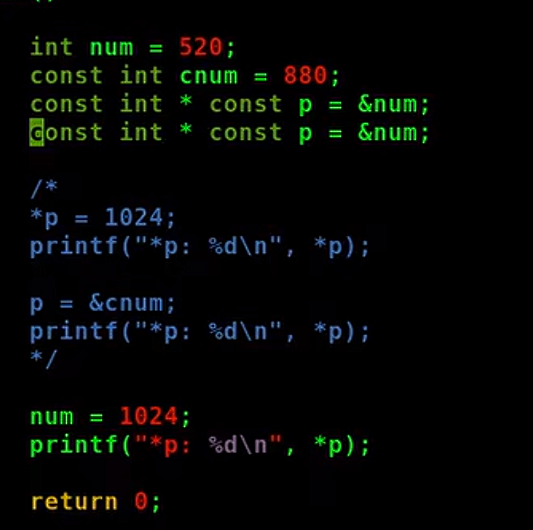 int num = 520;
const int cnum = 880;
const int * const p = &num;
const int * const p = &num;
/*
*p = 1024;
printf("*p: %d\n", *p);
p = &cnum;
printf("*p: %d\n", *p);
*/
num = 1024;
printf("*p: %d\n", *p);
return 0;